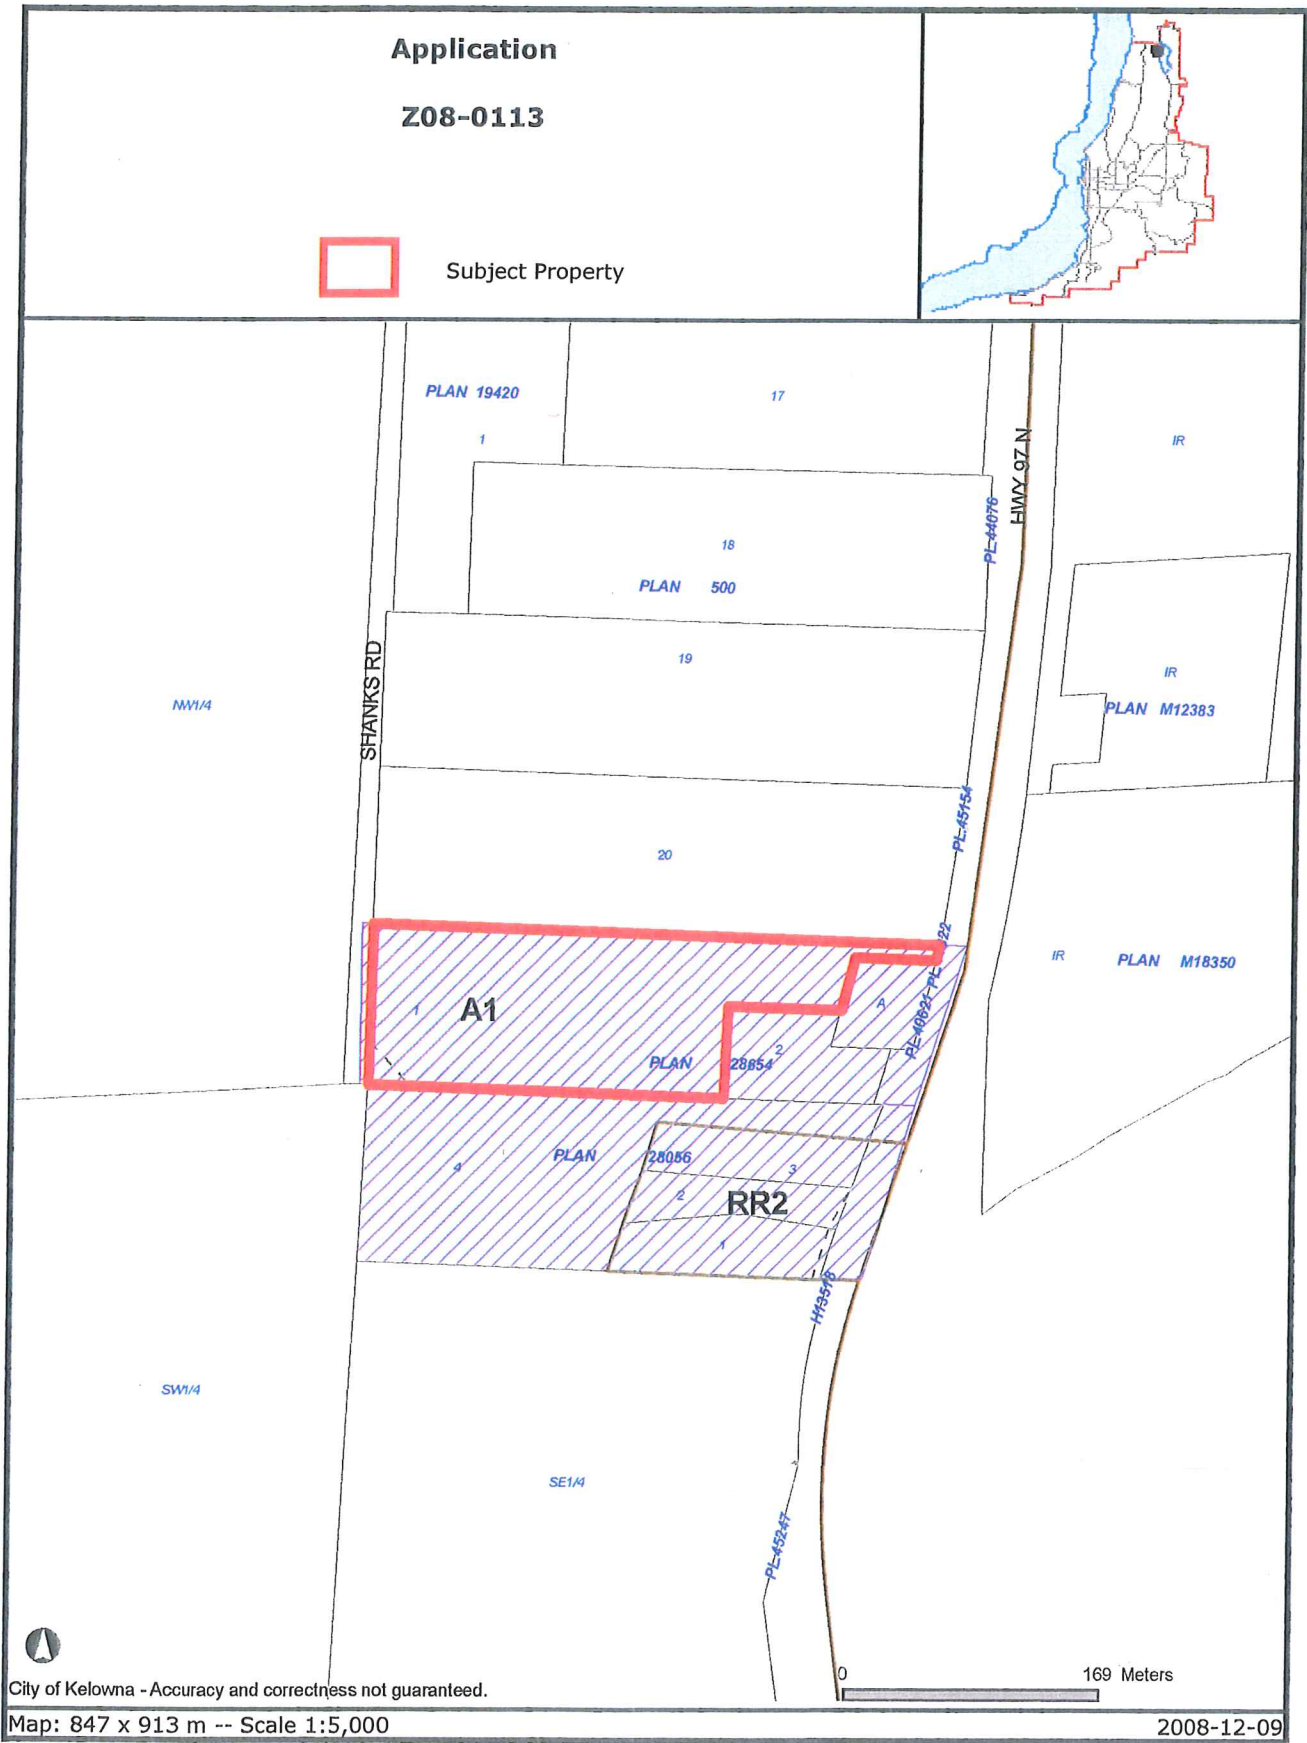 Application
Z08-0113
Subject Property
PLAN 19420
1
17
HWY 97 N
IR
PL 44076
18
PLAN 500
SHANKS RD
19
IR
PLAN M12383
NW1/4
PL 45154
20
IR
PLAN M18350
1
A1
A
PL 40621
PLAN 28654
2
PLAN 28056
4
3
2
RR2
1
H13518
SW1/4
SE1/4
PL 45247
0
169 Meters
City of Kelowna - Accuracy and correctness not guaranteed.
Map: 847 x 913 m -- Scale 1:5,000
2008-12-09